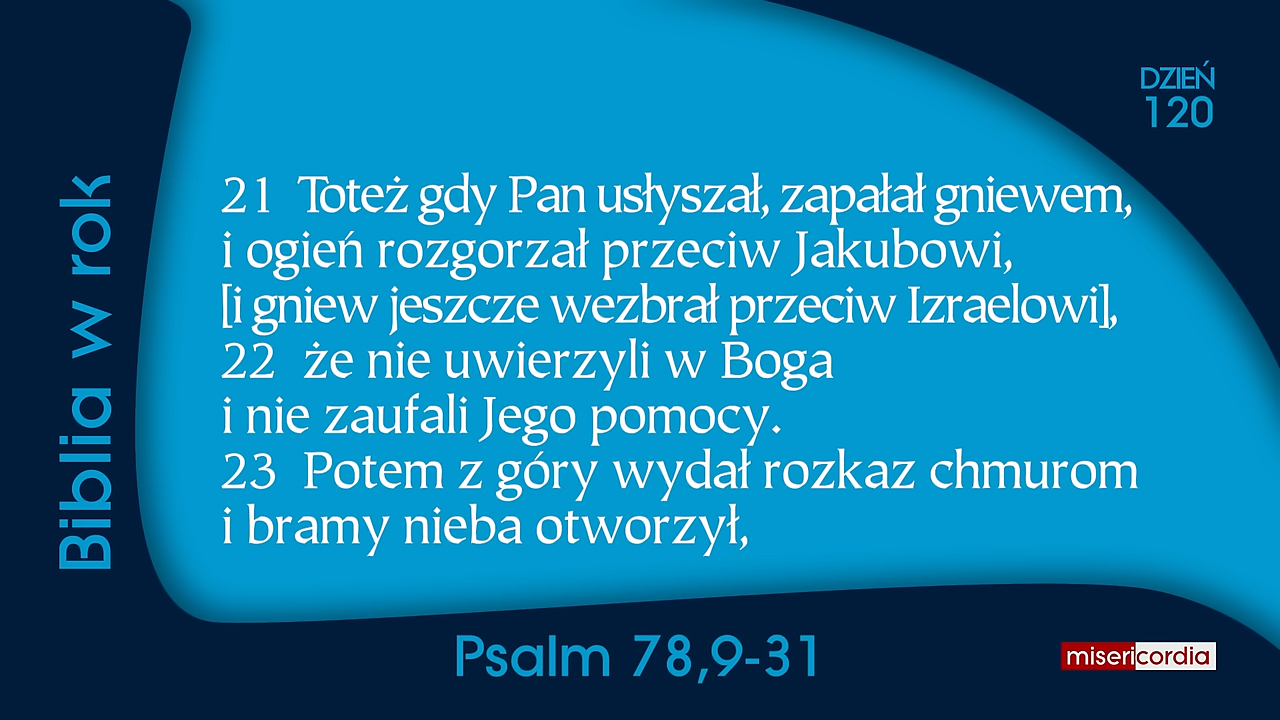 DZIEŃ
120
Biblia w rok
21 Toteż gdy Pan usłyszał, zapałał gniewem,
i ogień rozgorzał przeciw Jakubowi,
[i gniew jeszcze wezbrał przeciw Izraelowi],
22 że nie uwierzyli w Boga
i nie zaufali Jego pomocy.
23 Potem z góry wydał rozkaz chmurom
i bramy nieba otworzył,
Psalm 78,9-31
misericordia